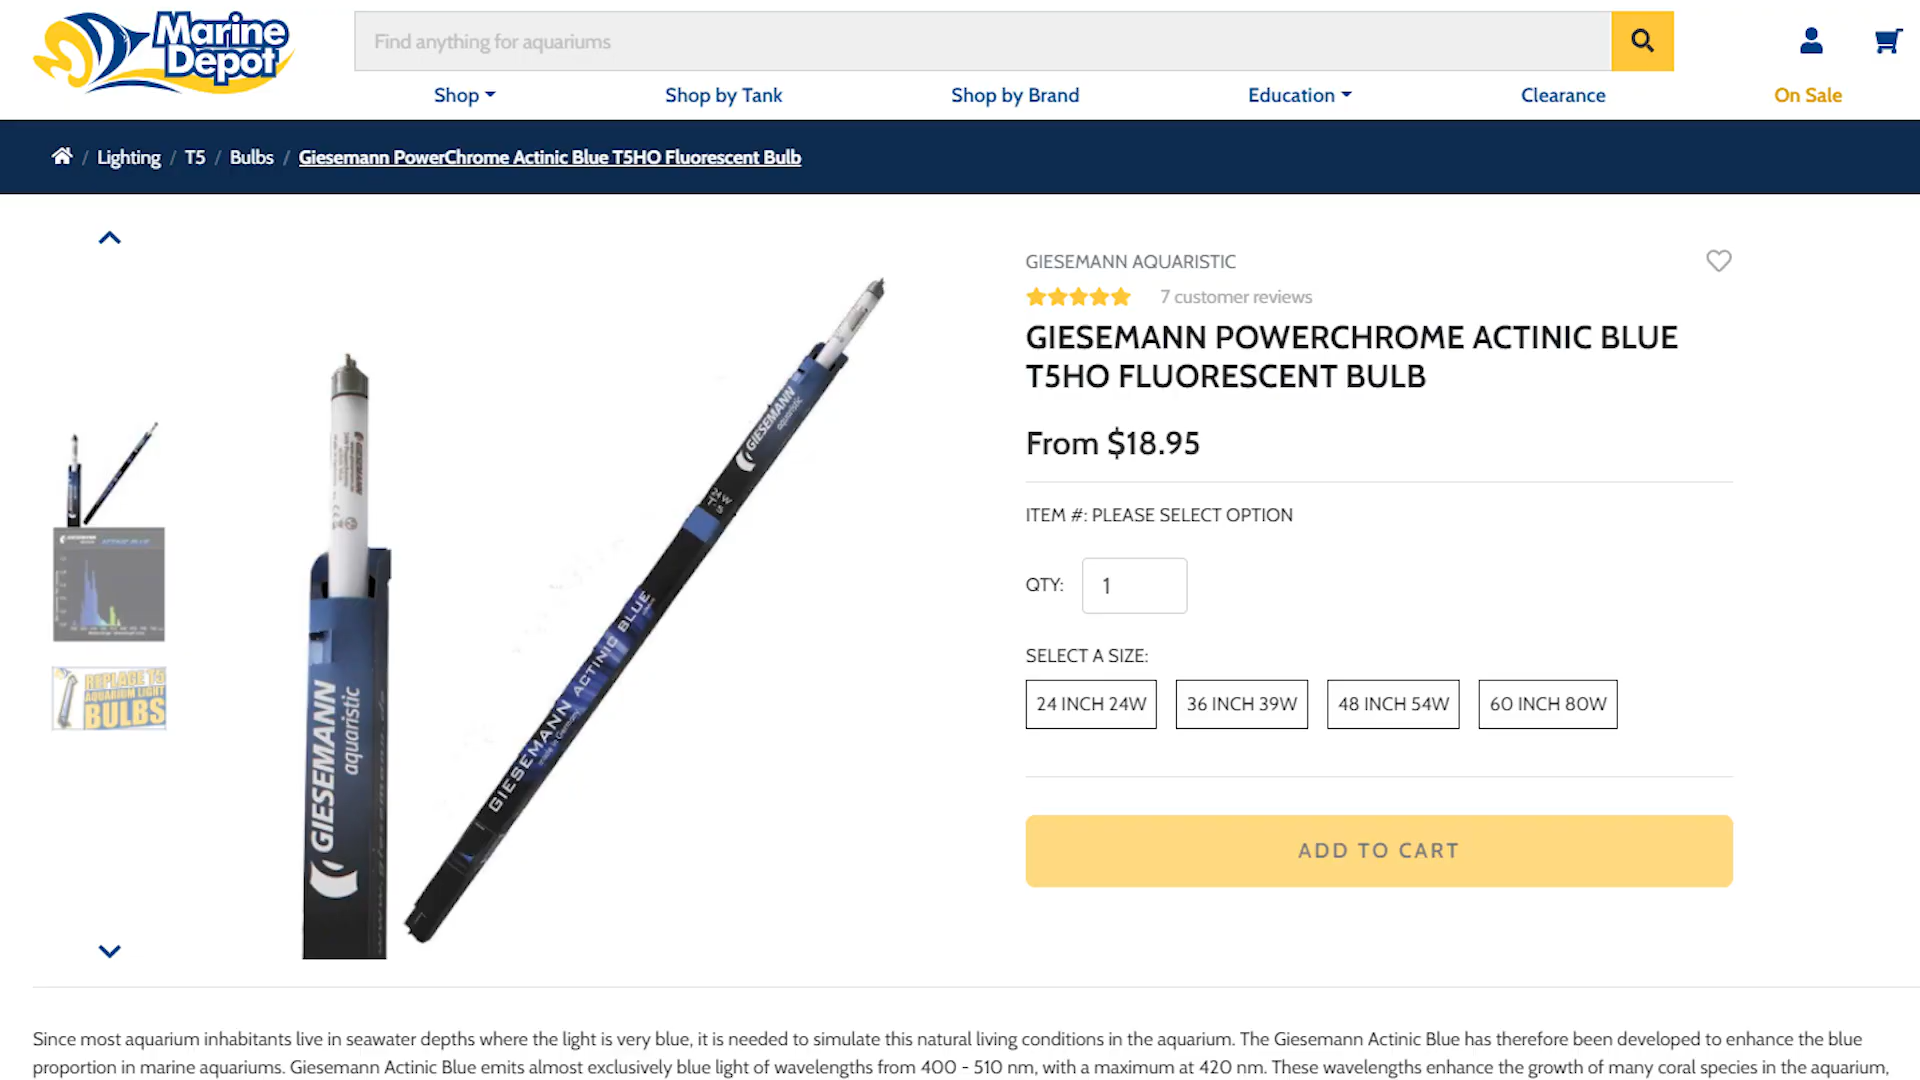 Marine
Depot
Find anything for aquariums
Shop
Shop by Tank
Shop by Brand
Education
Clearance
On Sale
/ Lighting / T5 / Bulbs / Giesemann PowerChrome Actinic Blue T5HO Fluorescent Bulb
GIESEMANN AQUARISTIC
7 customer reviews
GIESEMANN POWERCHROME ACTINIC BLUE
T5HO FLUORESCENT BULB
From $18.95
ITEM #: PLEASE SELECT OPTION
QTY: 1
SELECT A SIZE:
24 INCH 24W
36 INCH 39W
48 INCH 54W
60 INCH 80W
ADD TO CART
GIESEMANN
aquaristic
GIESEMANN
aquaristic
24W
T-5
GIESEMANN ACTINIC BLUE
made in Germany
REPLACE T5
AQUARIUM LIGHT
BULBS
Since most aquarium inhabitants live in seawater depths where the light is very blue, it is needed to simulate this natural living conditions in the aquarium. The Giesemann Actinic Blue has therefore been developed to enhance the blue
proportion in marine aquariums. Giesemann Actinic Blue emits almost exclusively blue light of wavelengths from 400 - 510 nm, with a maximum at 420 nm. These wavelengths enhance the growth of many coral species in the aquarium,